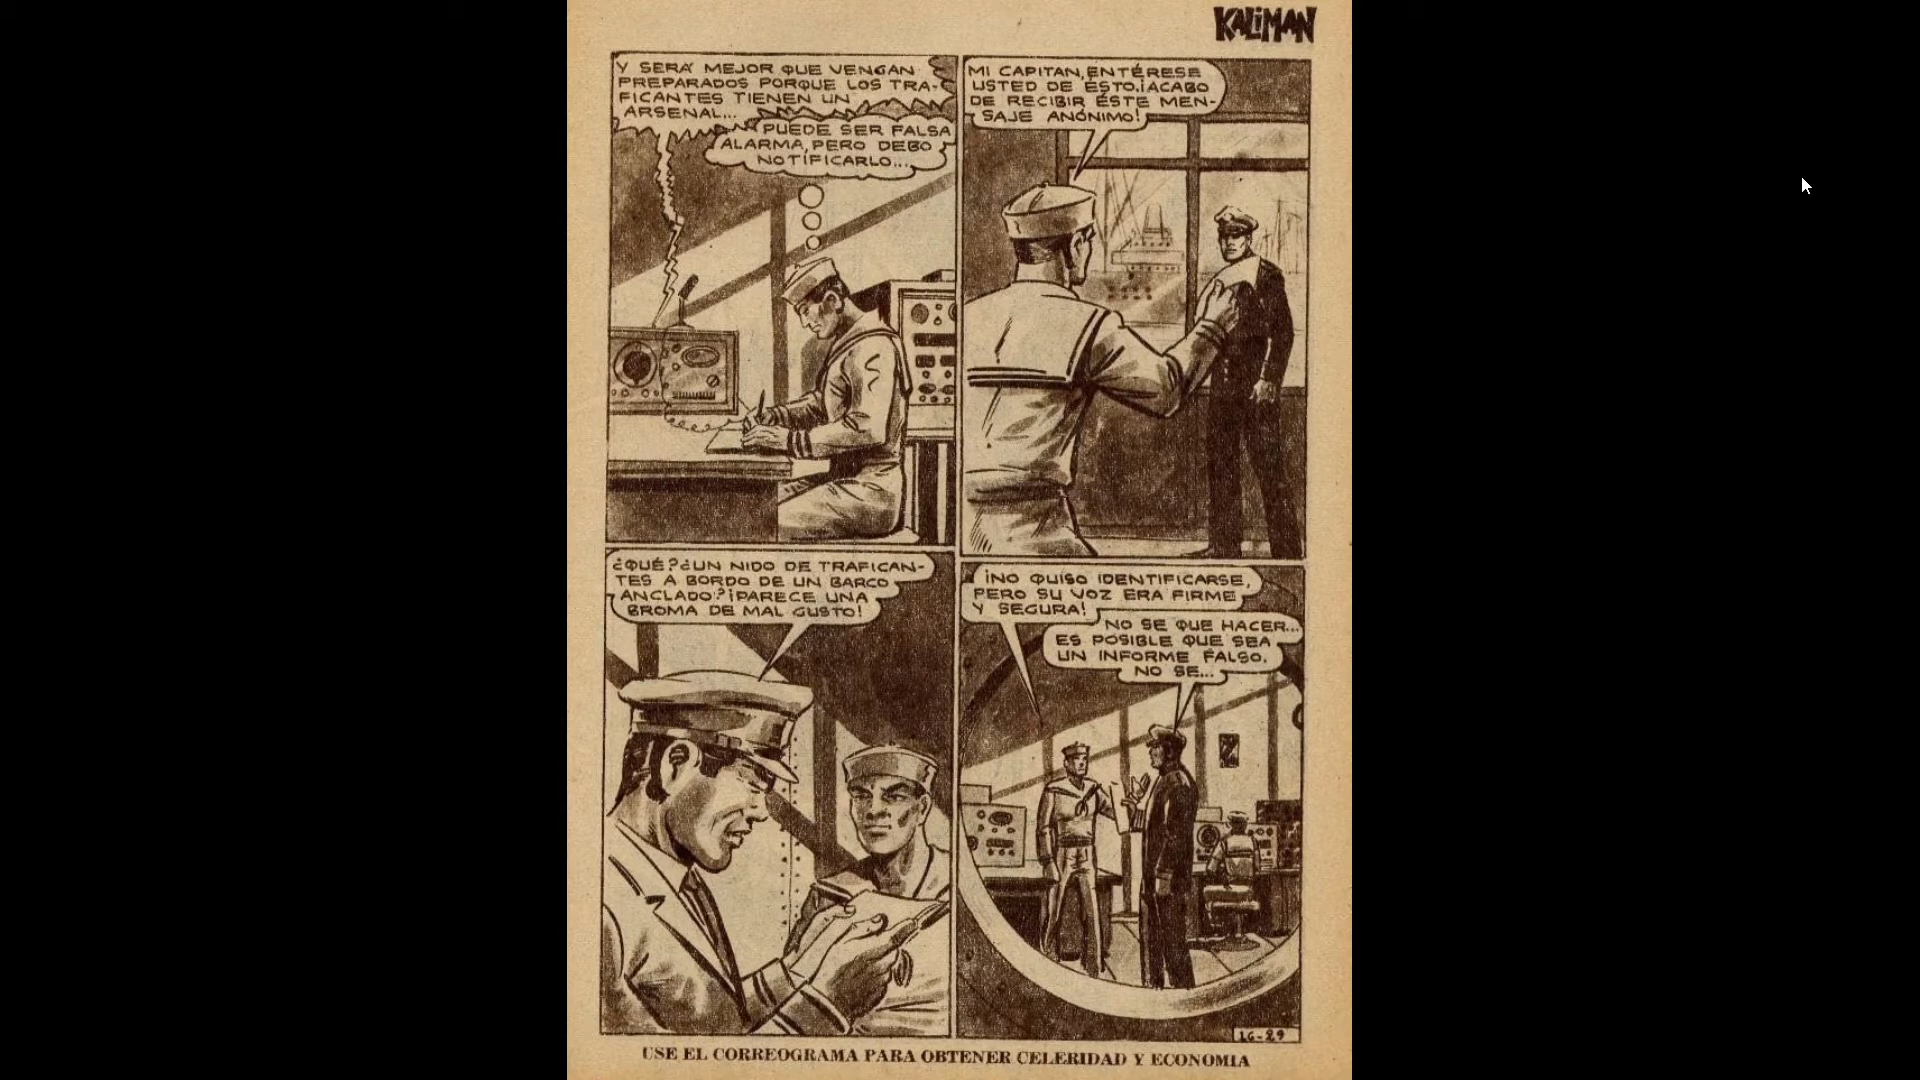 KALIMAN
Y SERÁ MEJOR QUE VENGAN
PREPARADOS PORQUE LOS TRA-
FICANTES TIENEN UN
ARSENAL...
PUEDE SER FALSA
ALARMA, PERO DEBO
NOTIFICARLO...
MI CAPITAN, ENTÉRESE
USTED DE ÉSTO. ¡ACABO
DE RECIBIR ÉSTE MEN-
SAJE ANÓNIMO!
¿QUÉ? ¿UN NIDO DE TRAFICAN-
TES A BORDO DE UN BARCO
ANCLADO? ¡PARECE UNA
BROMA DE MAL GUSTO!
¡NO QUISO IDENTIFICARSE,
PERO SU VOZ ERA FIRME
Y SEGURA!
NO SE QUE HACER...
ES POSIBLE QUE SEA
UN INFORME FALSO.
NO SE...
16-29
USE EL CORREOGRAMA PARA OBTENER CELERIDAD Y ECONOMIA